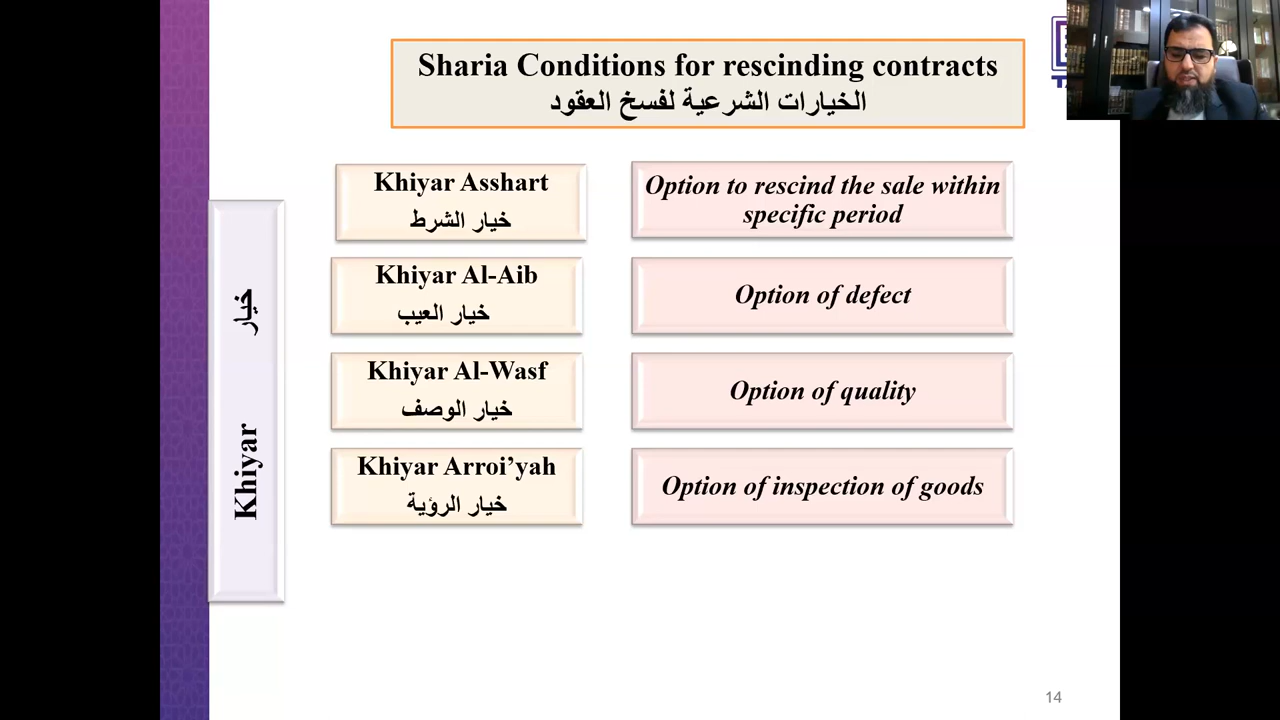 Sharia Conditions for rescinding contracts
الخيارات الشرعية لفسخ العقود
خيار
Khiyar
Khiyar Asshart
خيار الشرط
Option to rescind the sale within
specific period
Khiyar Al-Aib
خيار العيب
Option of defect
Khiyar Al-Wasf
خيار الوصف
Option of quality
Khiyar Arroi’yah
خيار الرؤية
Option of inspection of goods
14